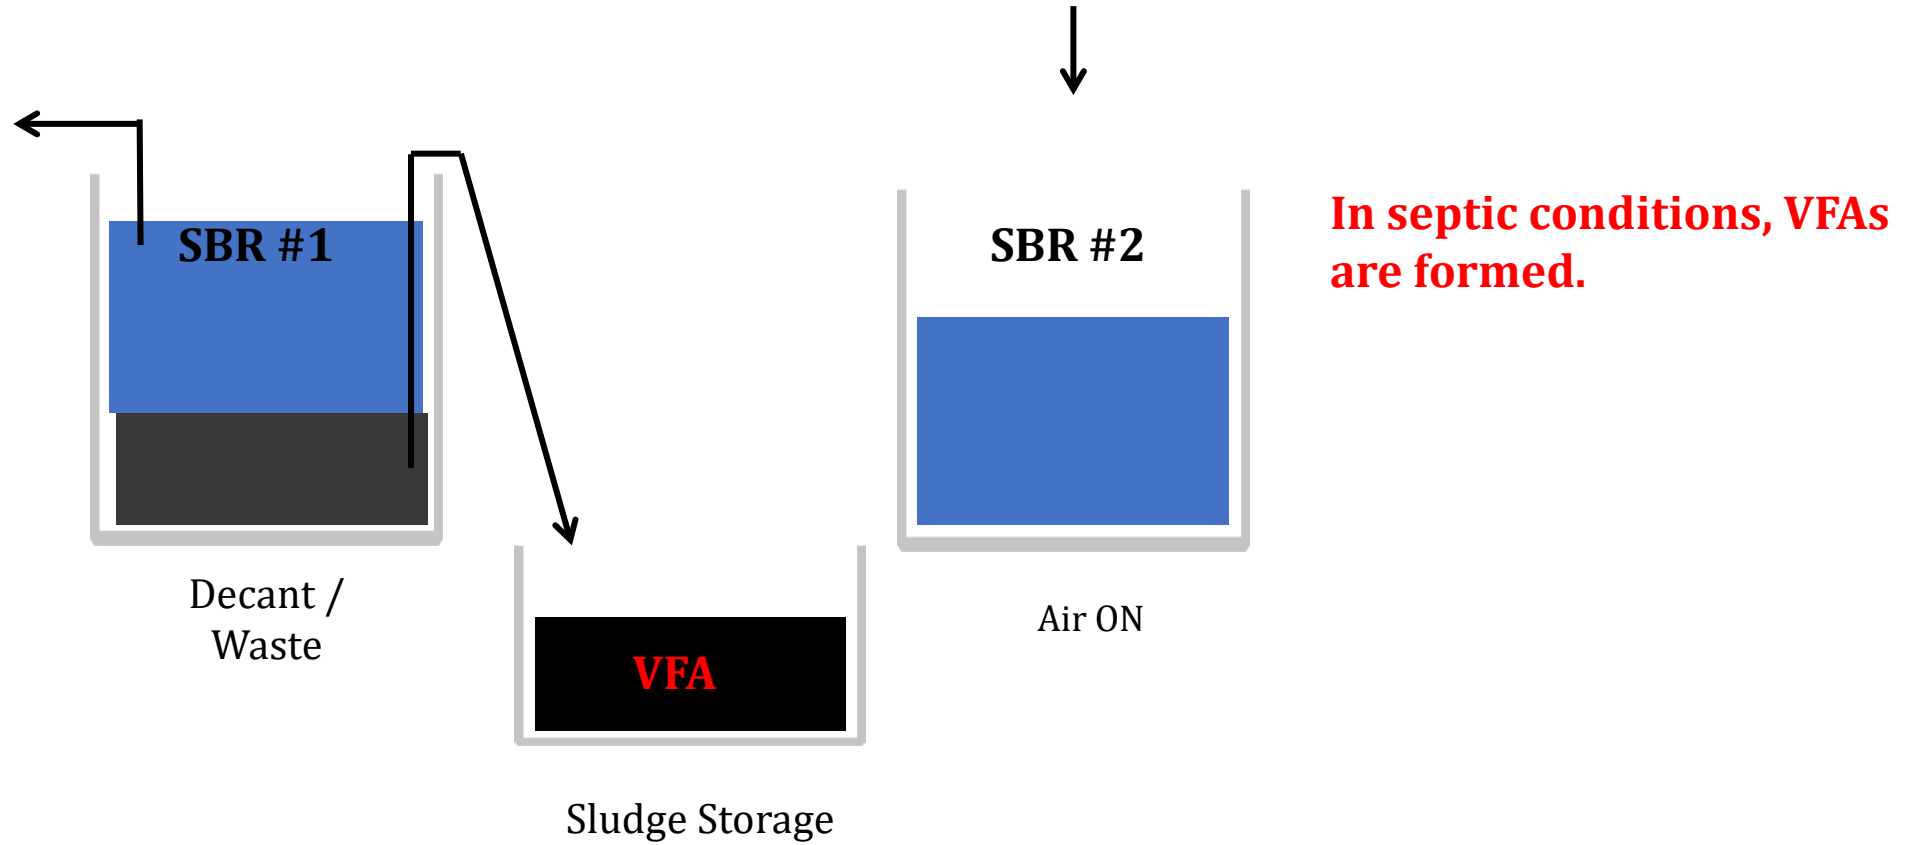 SBR #1
SBR #2
In septic conditions, VFAs
are formed.
Decant /
Waste
Air ON
VFA
Sludge Storage